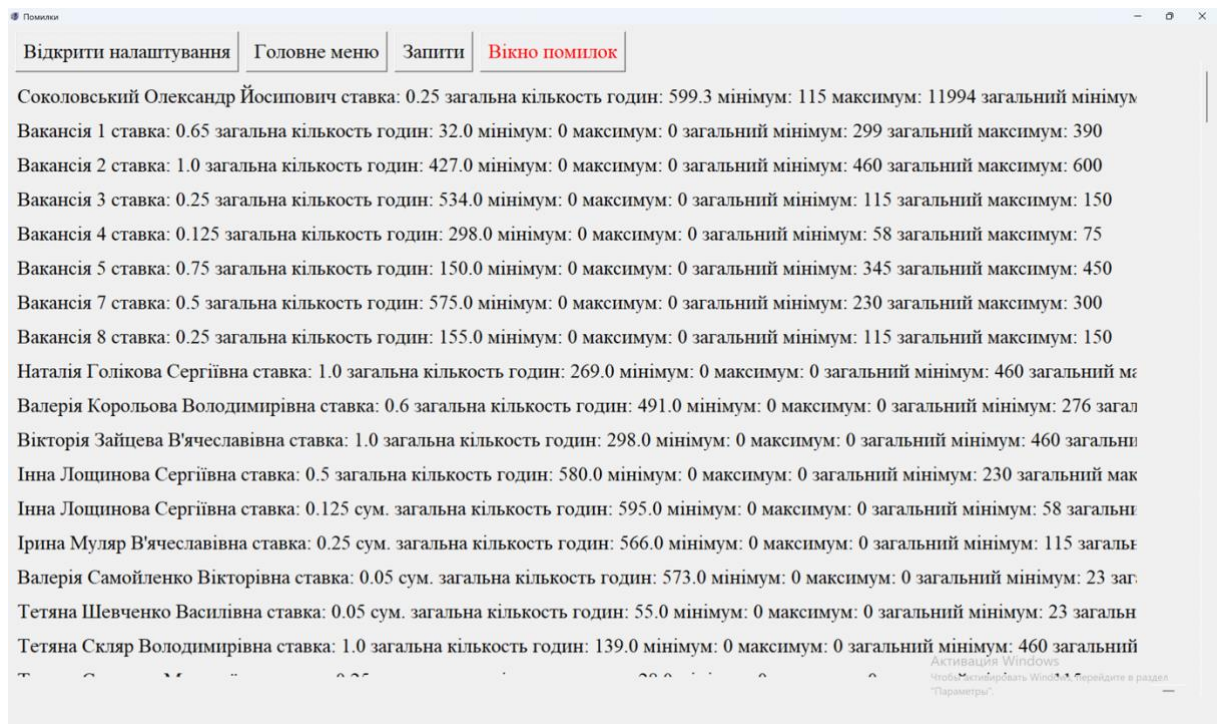 Помилки
Відкрити налаштування Головне меню Запити Вікно помилок
Соколовський Олександр Йосипович ставка: 0.25 загальна кількость годин: 599.3 мінімум: 115 максимум: 11994 загальний мінімум
Вакансія 1 ставка: 0.65 загальна кількость годин: 32.0 мінімум: 0 максимум: 0 загальний мінімум: 299 загальний максимум: 390
Вакансія 2 ставка: 1.0 загальна кількость годин: 427.0 мінімум: 0 максимум: 0 загальний мінімум: 460 загальний максимум: 600
Вакансія 3 ставка: 0.25 загальна кількость годин: 534.0 мінімум: 0 максимум: 0 загальний мінімум: 115 загальний максимум: 150
Вакансія 4 ставка: 0.125 загальна кількость годин: 298.0 мінімум: 0 максимум: 0 загальний мінімум: 58 загальний максимум: 75
Вакансія 5 ставка: 0.75 загальна кількость годин: 150.0 мінімум: 0 максимум: 0 загальний мінімум: 345 загальний максимум: 450
Вакансія 7 ставка: 0.5 загальна кількость годин: 575.0 мінімум: 0 максимум: 0 загальний мінімум: 230 загальний максимум: 300
Вакансія 8 ставка: 0.25 загальна кількость годин: 155.0 мінімум: 0 максимум: 0 загальний мінімум: 115 загальний максимум: 150
Наталія Голікова Сергіївна ставка: 1.0 загальна кількость годин: 269.0 мінімум: 0 максимум: 0 загальний мінімум: 460 загальний ма
Валерія Корольова Володимирівна ставка: 0.6 загальна кількость годин: 491.0 мінімум: 0 максимум: 0 загальний мінімум: 276 загал
Вікторія Зайцева В'ячеславівна ставка: 1.0 загальна кількость годин: 298.0 мінімум: 0 максимум: 0 загальний мінімум: 460 загальни
Інна Лощинова Сергіївна ставка: 0.5 загальна кількость годин: 580.0 мінімум: 0 максимум: 0 загальний мінімум: 230 загальний мак
Інна Лощинова Сергіївна ставка: 0.125 сум. загальна кількость годин: 595.0 мінімум: 0 максимум: 0 загальний мінімум: 58 загальн
Ірина Муляр В'ячеславівна ставка: 0.25 сум. загальна кількость годин: 566.0 мінімум: 0 максимум: 0 загальний мінімум: 115 загальн
Валерія Самойленко Вікторівна ставка: 0.05 сум. загальна кількость годин: 573.0 мінімум: 0 максимум: 0 загальний мінімум: 23 заг
Тетяна Шевченко Василівна ставка: 0.05 сум. загальна кількость годин: 55.0 мінімум: 0 максимум: 0 загальний мінімум: 23 загальн
Тетяна Скляр Володимирівна ставка: 1.0 загальна кількость годин: 139.0 мінімум: 0 максимум: 0 загальний мінімум: 460 загальний
Активация Windows
Чтобы активировать Windows, перейдите в раздел
"Параметры".